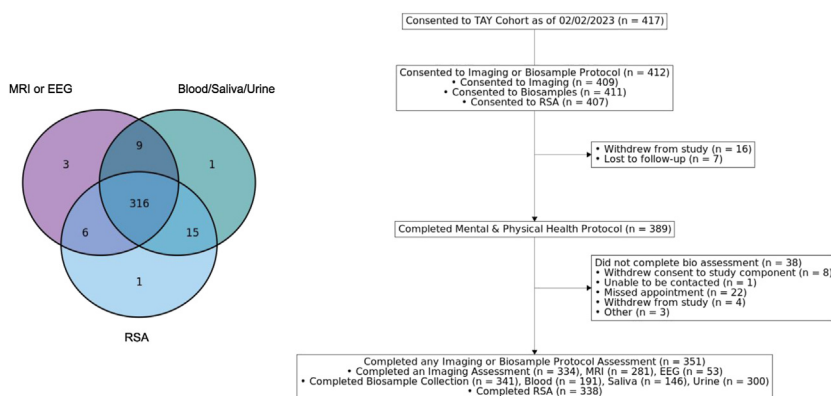 MRI or EEG
Blood/Saliva/Urine
3
9
1
316
6
15
1
RSA
Consented to TAY Cohort as of 02/02/2023 (n = 417)
Consented to Imaging or Biosample Protocol (n = 412)
• Consented to Imaging (n = 409)
• Consented to Biosamples (n = 411)
• Consented to RSA (n = 407)
• Withdrew from study (n = 16)
• Lost to follow-up (n = 7)
Completed Mental & Physical Health Protocol (n = 389)
Did not complete bio assessment (n = 38)
• Withdrew consent to study component (n = 8)
• Unable to be contacted (n = 1)
• Missed appointment (n = 22)
• Withdrew from study (n = 4)
• Other (n = 3)
Completed any Imaging or Biosample Protocol Assessment (n = 351)
• Completed an Imaging Assessment (n = 334), MRI (n = 281), EEG (n = 53)
• Completed Biosample Collection (n = 341), Blood (n = 191), Saliva (n = 146), Urine (n = 300)
• Completed RSA (n = 338)